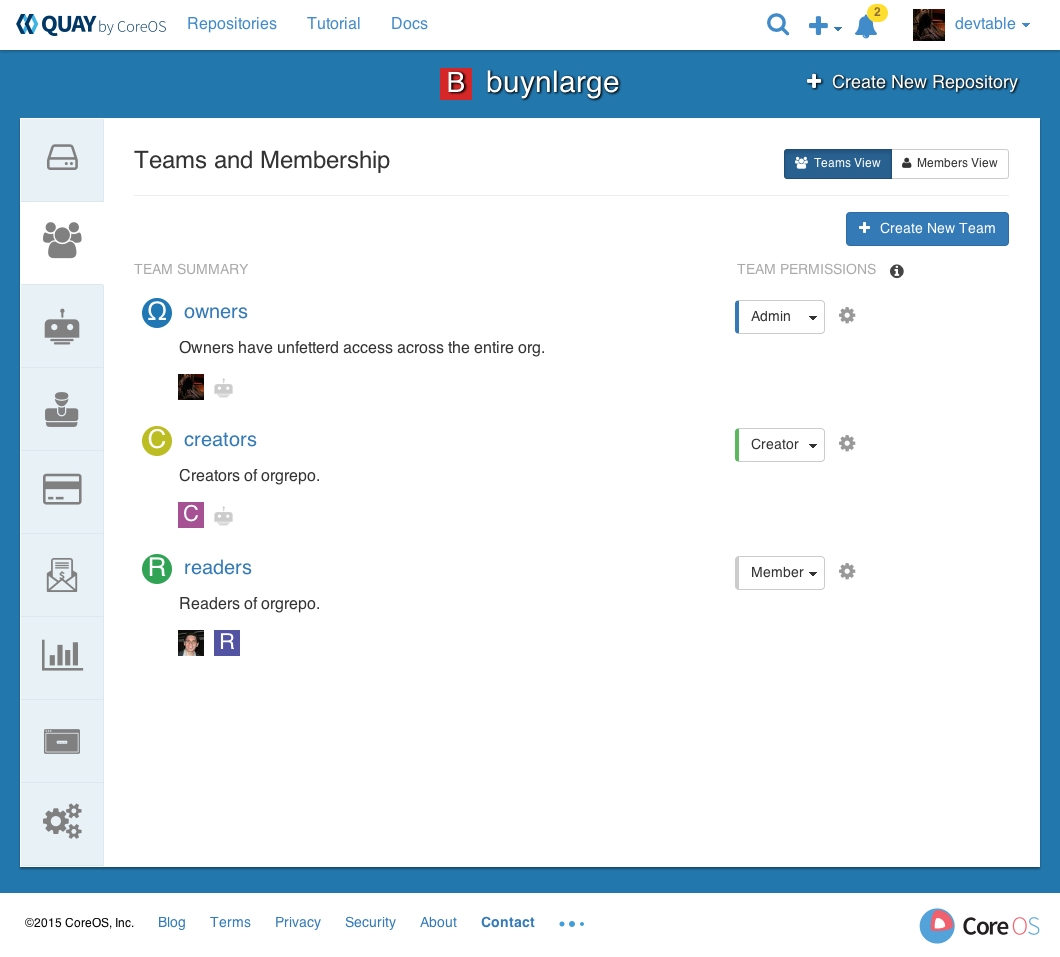 QUAY by CoreOS Repositories Tutorial Docs 2 devtable
B buynlarge Create New Repository
Teams and Membership Teams View Members View
Create New Team
TEAM SUMMARY TEAM PERMISSIONS
Ω owners Admin
Owners have unfetterd access across the entire org.
C creators Creator
Creators of orgrepo.
C
R readers Member
Readers of orgrepo.
R
©2015 CoreOS, Inc. Blog Terms Privacy Security About Contact Core OS